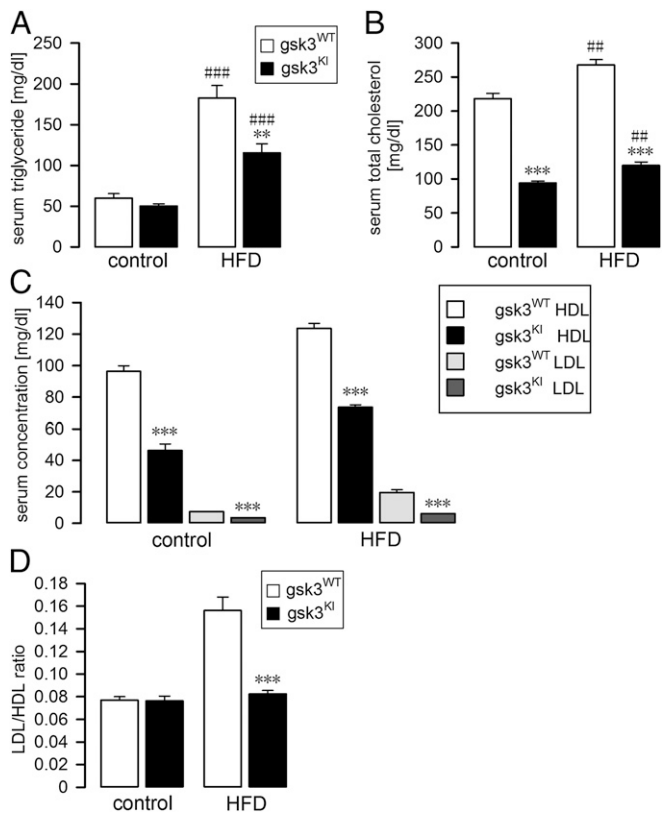 A
serum triglyceride [mg/dl]
250
200
150
100
50
0
gsk3WT
gsk3KI
###
###
**
control
HFD
B
serum total cholesterol
[mg/dl]
300
250
200
150
100
50
0
***
##
##
***
control
HFD
C
serum concentration [mg/dl]
140
120
100
80
60
40
20
0
***
***
***
***
control
HFD
gsk3WT HDL
gsk3KI HDL
gsk3WT LDL
gsk3KI LDL
D
LDL/HDL ratio
0.18
0.16
0.14
0.12
0.10
0.08
0.06
0.04
0.02
0
gsk3WT
gsk3KI
***
control
HFD